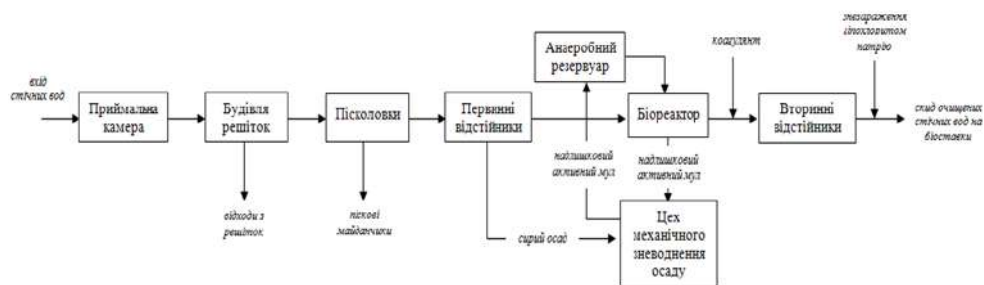 знезараження
гіпохлоритом
натрію
Анаеробний
резервуар
коагулянт
вхід
стічних вод
Приймальна
камера
Будівля
решіток
Пісколовки
Первинні
відстійники
Біореактор
Вторинні
відстійники
скид очищених
стічних вод на
біоставки
надлишковий
активний мул
надлишковий
активний мул
відходи з
решіток
піскові
майданчики
сирий осад
Цех
механічного
зневоднення
осаду